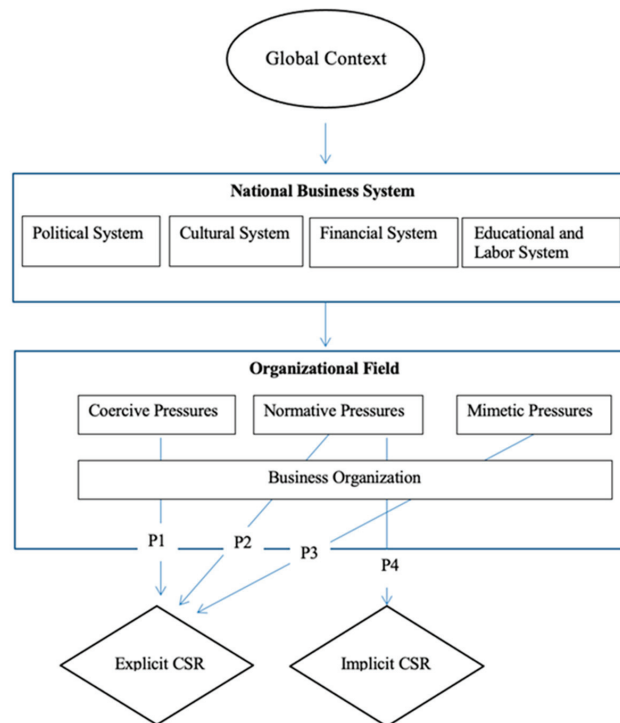 Global Context
National Business System
Political System
Cultural System
Financial System
Educational and
Labor System
Organizational Field
Coercive Pressures
Normative Pressures
Mimetic Pressures
Business Organization
P1
P2
P3
P4
Explicit CSR
Implicit CSR